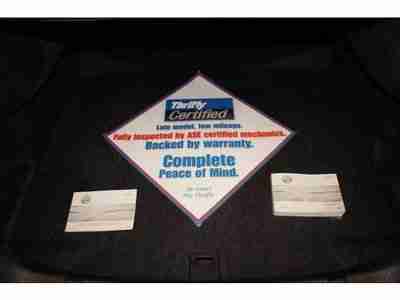 Thrifty
Certified
Late model, low mileage.
Fully inspected by ASE certified mechanics.
Backed by warranty.
Complete
Peace of Mind.